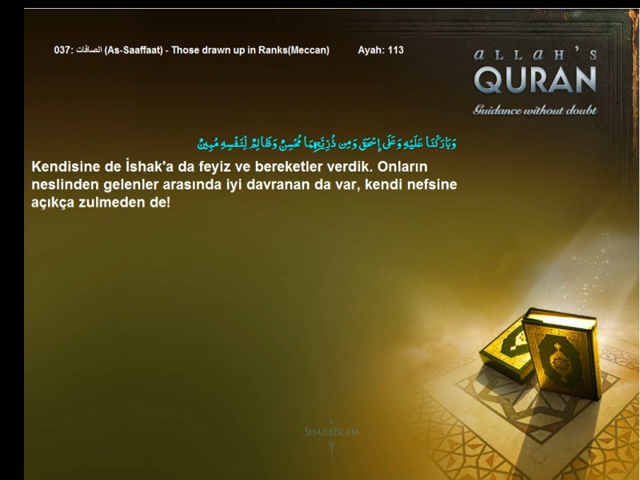 037: الصافات (As-Saaffaat) - Those drawn up in Ranks(Meccan) Ayah: 113
ALLAH'S
QURAN
Guidance without doubt
وَبَارَكْنَا عَلَيْهِ وَعَلَى إِسْحَقَ وَمِن ذُرِّيَّتِهِمَا مُحْسِنٌ وَظَالِمٌ لِّنَفْسِهِ مُبِينٌ
Kendisine de İshak'a da feyiz ve bereketler verdik. Onların
neslinden gelenler arasında iyi davranan da var, kendi nefsine
açıkça zulmeden de!
SHAREISLAM